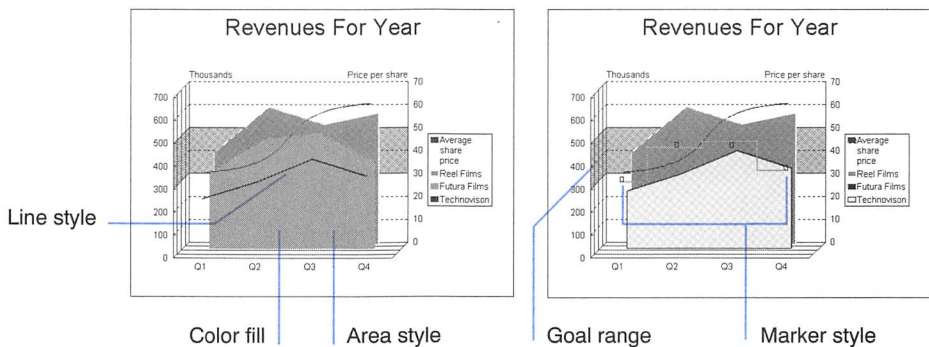 Revenues For Year
Thousands
Price per share
700
600
500
400
300
200
100
0
70
60
50
40
30
20
10
0
Q1
Q2
Q3
Q4
Average
share
price
Reel Films
Futura Films
Technovison
Revenues For Year
Thousands
Price per share
700
600
500
400
300
200
100
0
70
60
50
40
30
20
10
0
Q1
Q2
Q3
Q4
Average
share
price
Reel Films
Futura Films
Technovison
Line style
Color fill
Area style
Goal range
Marker style